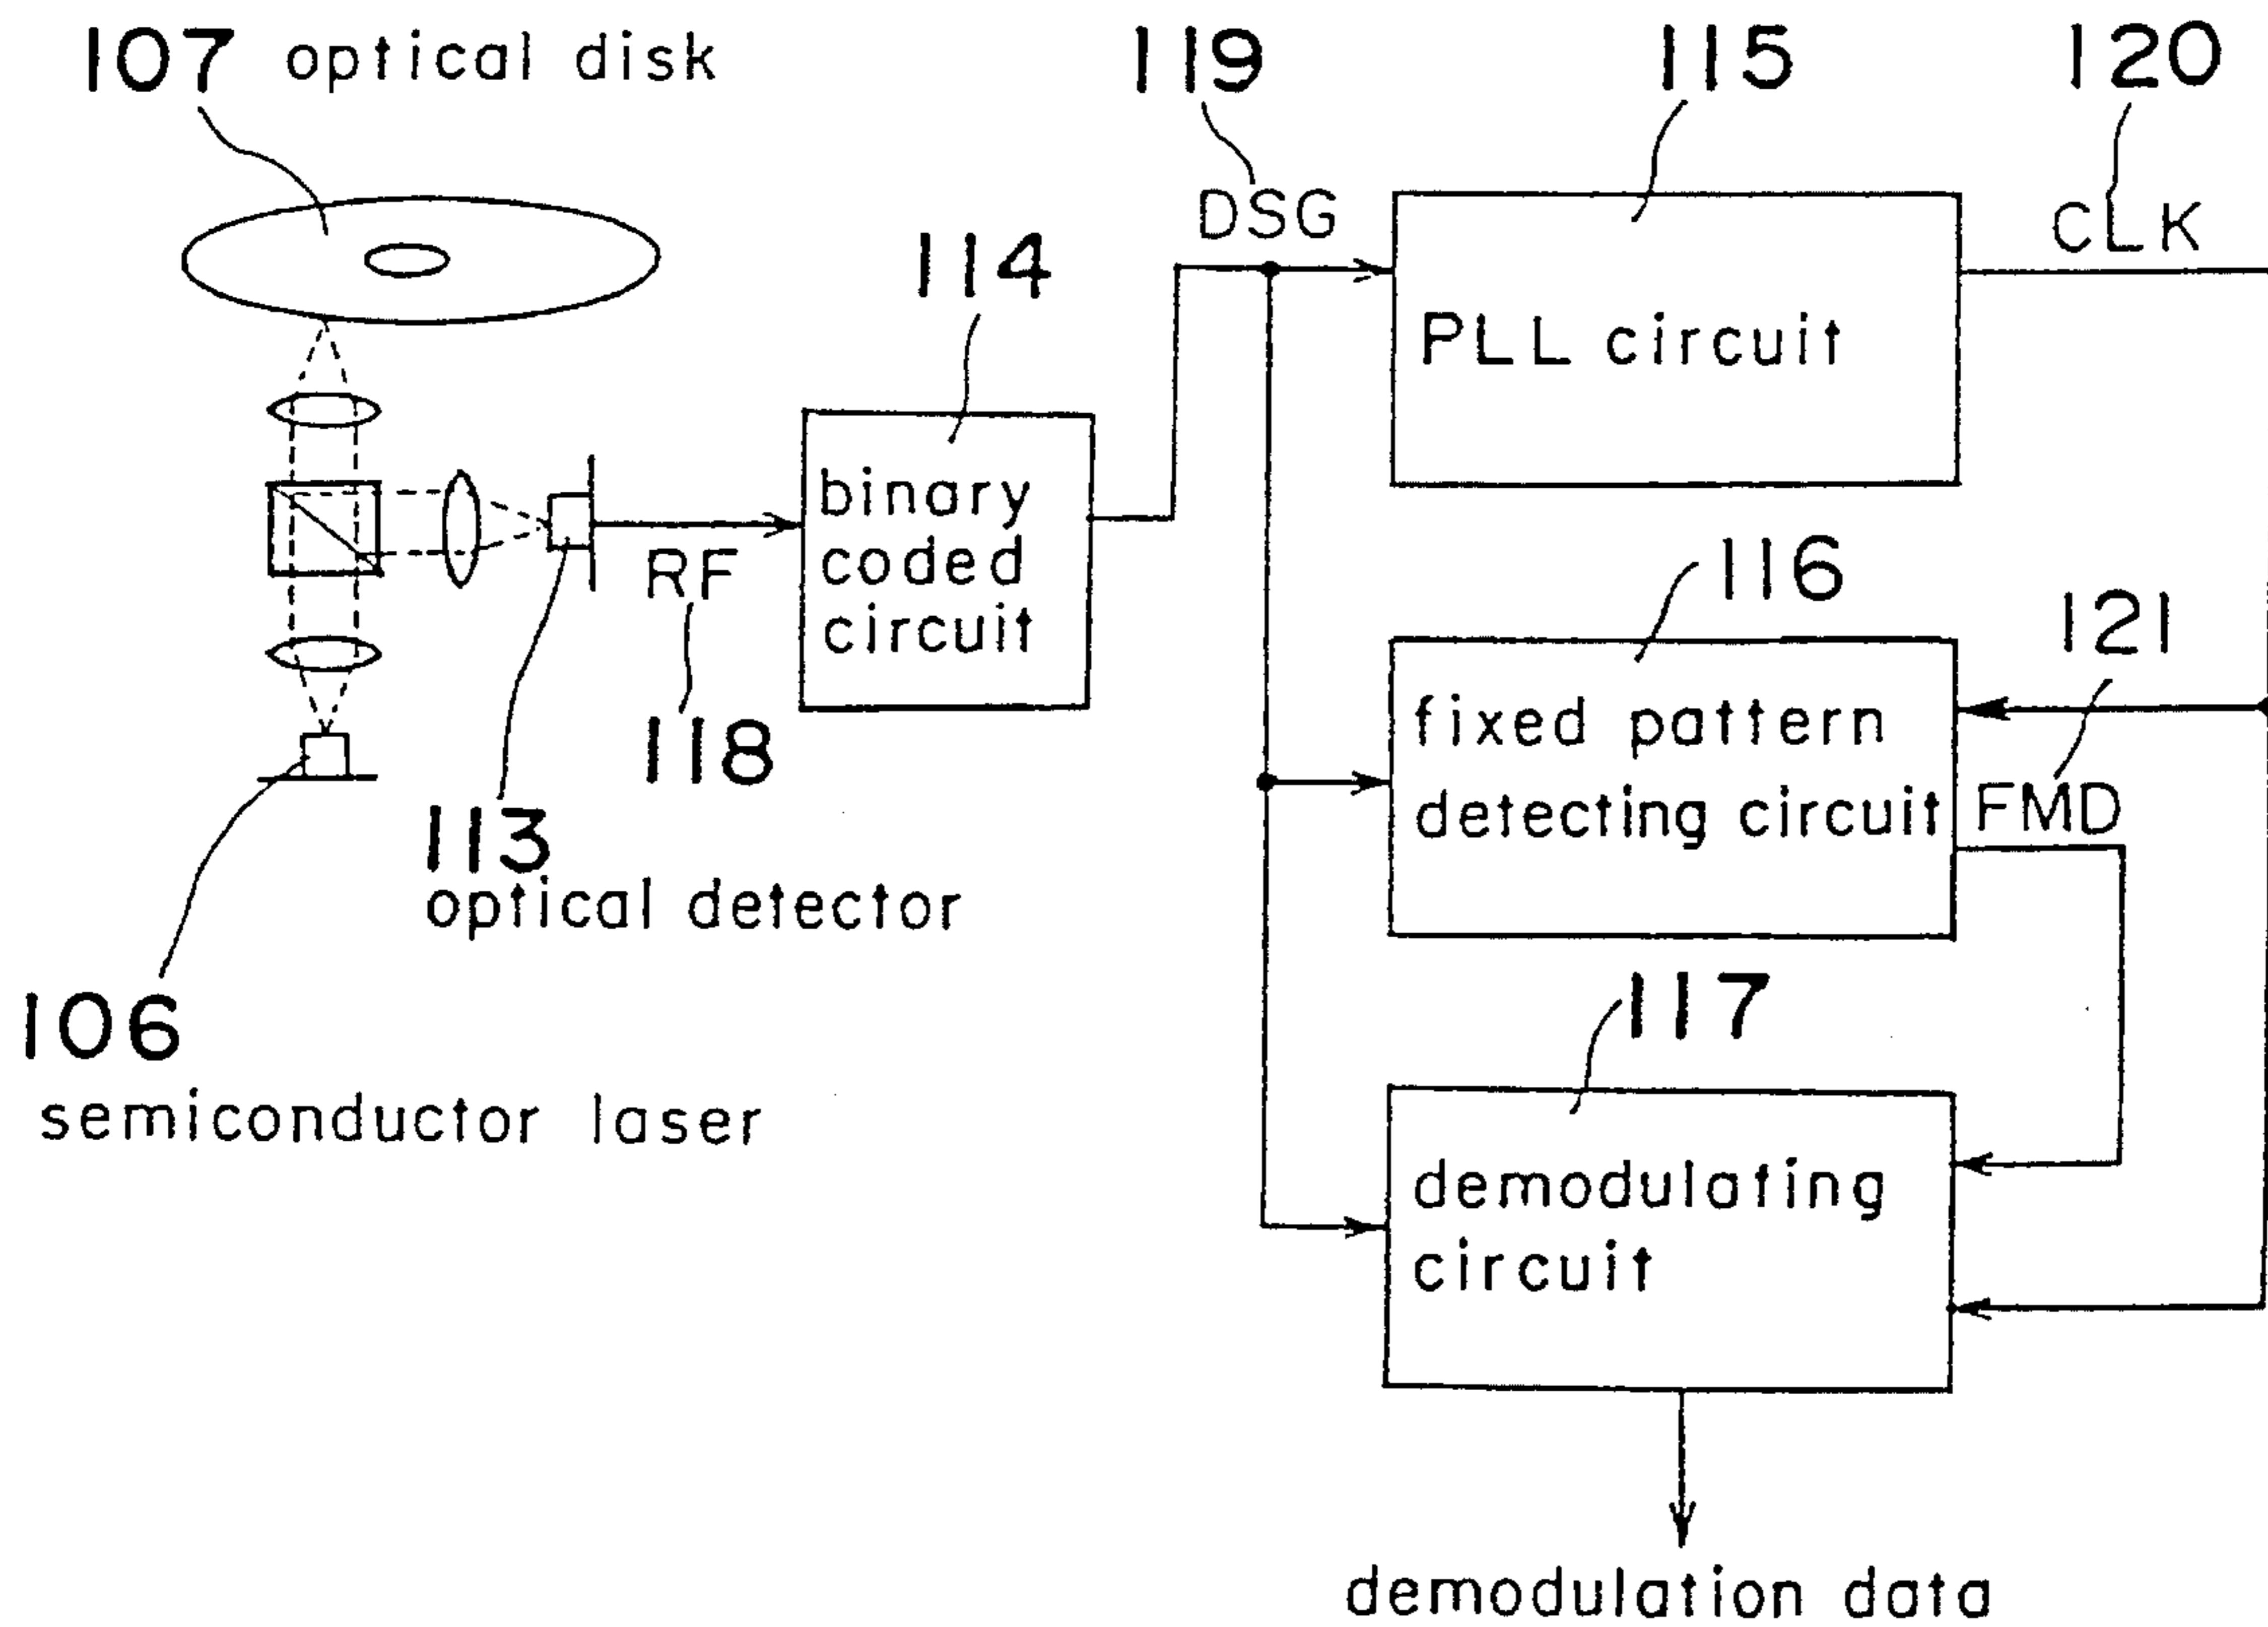 107 optical disk
119
115
120
DSG
CLK
114
PLL circuit
binary
coded
circuit
RF
118
116
121
fixed pattern
detecting circuit
FMD
113
optical detector
106
semiconductor laser
117
demodulating
circuit
demodulation data